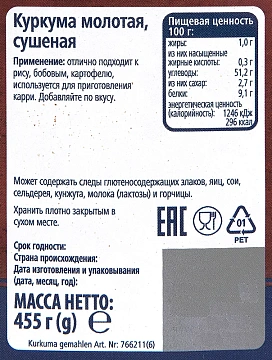 Куркума молотая,
сушеная
Применение: отлично подходит к
рису, бобовым, картофелю,
используется для приготовления
карри. Добавляйте по вкусу.
Пищевая ценность
100 г:
жиры: 1,0 г
из них насыщенные
жирные кислоты: 0,3 г
углеводы: 51,2 г
из них сахар: 2,7 г
белки: 9,1 г
энергетическая ценность
(калорийность): 1246 кДж
296 ккал
Может содержать следы глютеносодержащих злаков, яиц, сои,
сельдерея, кунжута, молока (лактозы) и горчицы.
Хранить плотно закрытым в
сухом месте.
EAC
01
PET
Срок годности:
Страна происхождения:
Дата изготовления и упаковывания
(дата, месяц, год):
МАССА НЕТТО:
455 г (g) ℮
Kurkuma gemahlen Art. Nr: 766211(6)